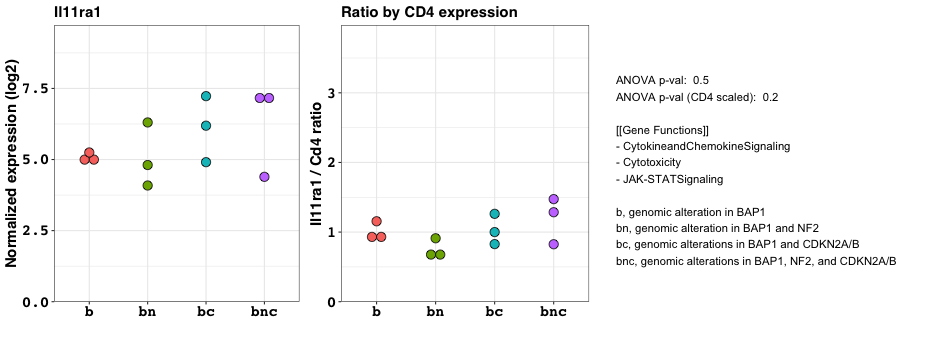 Il11ra1
Normalized expression (log2)
7.5
5.0
2.5
0.0
b bn bc bnc
Ratio by CD4 expression
Il11ra1 / Cd4 ratio
3
2
1
0
b bn bc bnc
ANOVA p-val:  0.5
ANOVA p-val (CD4 scaled):  0.2
[[Gene Functions]]
- CytokineandChemokineSignaling
- Cytotoxicity
- JAK-STATSignaling
b, genomic alteration in BAP1
bn, genomic alteration in BAP1 and NF2
bc, genomic alterations in BAP1 and CDKN2A/B
bnc, genomic alterations in BAP1, NF2, and CDKN2A/B